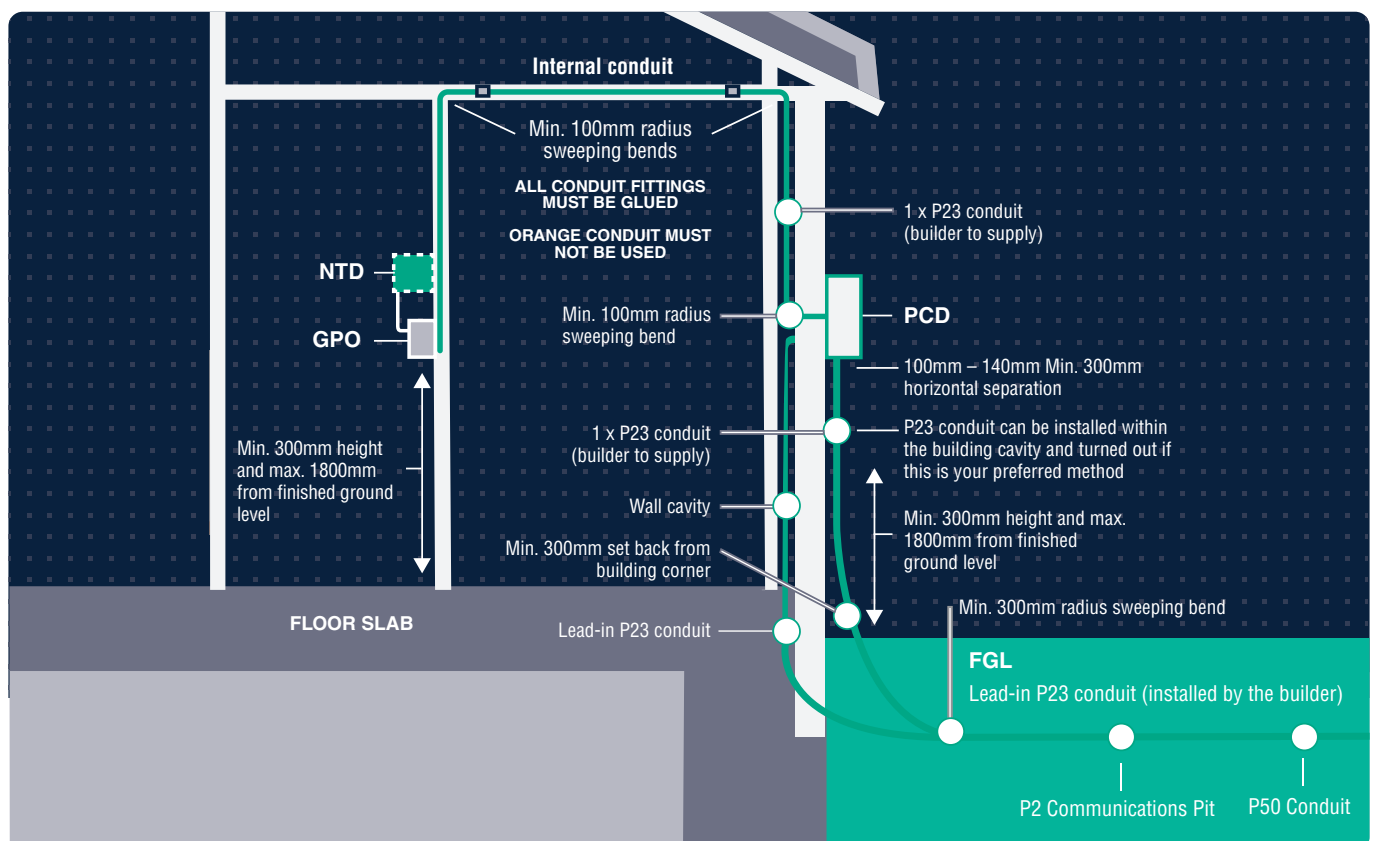 Internal conduit
Min. 100mm radius
sweeping bends
ALL CONDUIT FITTINGS
MUST BE GLUED
ORANGE CONDUIT MUST
NOT BE USED
1 x P23 conduit
(builder to supply)
NTD
GPO
Min. 100mm radius
sweeping bend
PCD
100mm – 140mm Min. 300mm
horizontal separation
1 x P23 conduit
(builder to supply)
P23 conduit can be installed within
the building cavity and turned out if
this is your preferred method
Min. 300mm height
and max. 1800mm
from finished ground
level
Wall cavity
Min. 300mm height and max.
1800mm from finished
ground level
Min. 300mm set back from
building corner
Min. 300mm radius sweeping bend
FLOOR SLAB
Lead-in P23 conduit
FGL
Lead-in P23 conduit (installed by the builder)
P2 Communications Pit
P50 Conduit